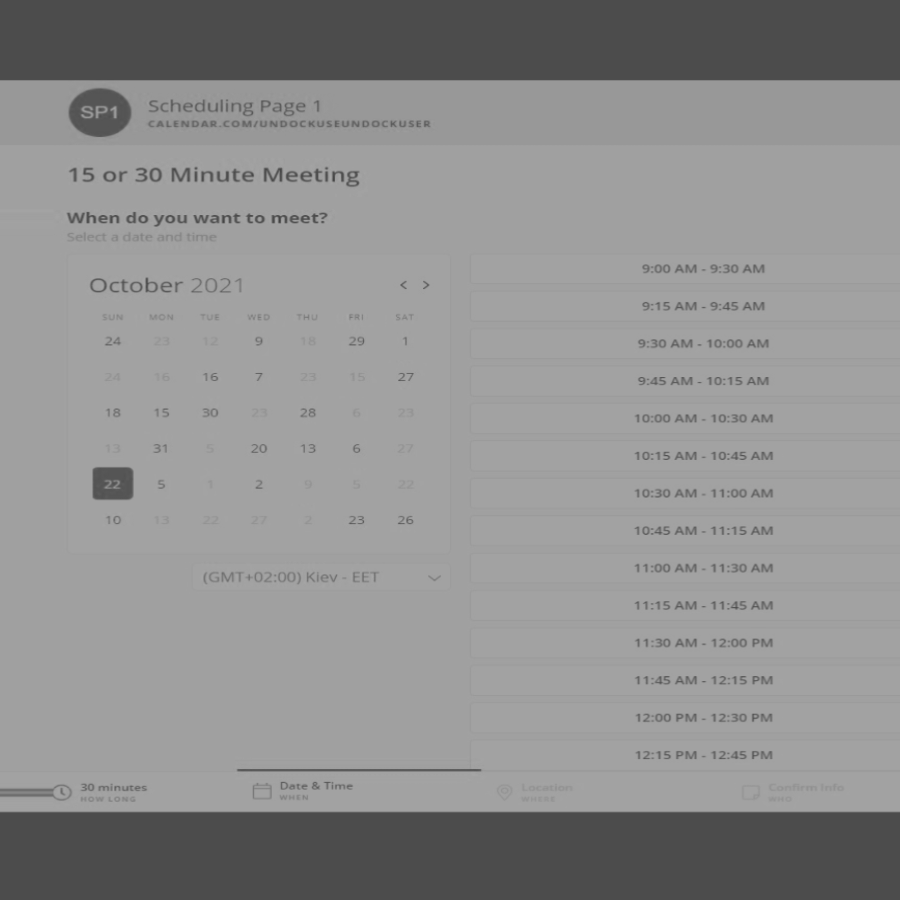 SP1
Scheduling Page 1
CALENDAR.COM/UNDOCKUSEUNDOCKUSER
15 or 30 Minute Meeting
When do you want to meet?
Select a date and time
October 2021 < >
SUN MON TUE WED THU FRI SAT
24 23 12 9 18 29 1
24 16 16 7 23 15 27
18 15 30 23 28 6 23
13 31 5 20 13 6 27
22 5 1 2 9 5 22
10 13 22 27 2 23 26
(GMT+02:00) Kiev - EET
9:00 AM - 9:30 AM
9:15 AM - 9:45 AM
9:30 AM - 10:00 AM
9:45 AM - 10:15 AM
10:00 AM - 10:30 AM
10:15 AM - 10:45 AM
10:30 AM - 11:00 AM
10:45 AM - 11:15 AM
11:00 AM - 11:30 AM
11:15 AM - 11:45 AM
11:30 AM - 12:00 PM
11:45 AM - 12:15 PM
12:00 PM - 12:30 PM
12:15 PM - 12:45 PM
30 minutes
HOW LONG
Date & Time
WHEN
Location
WHERE
Confirm Info
WHO